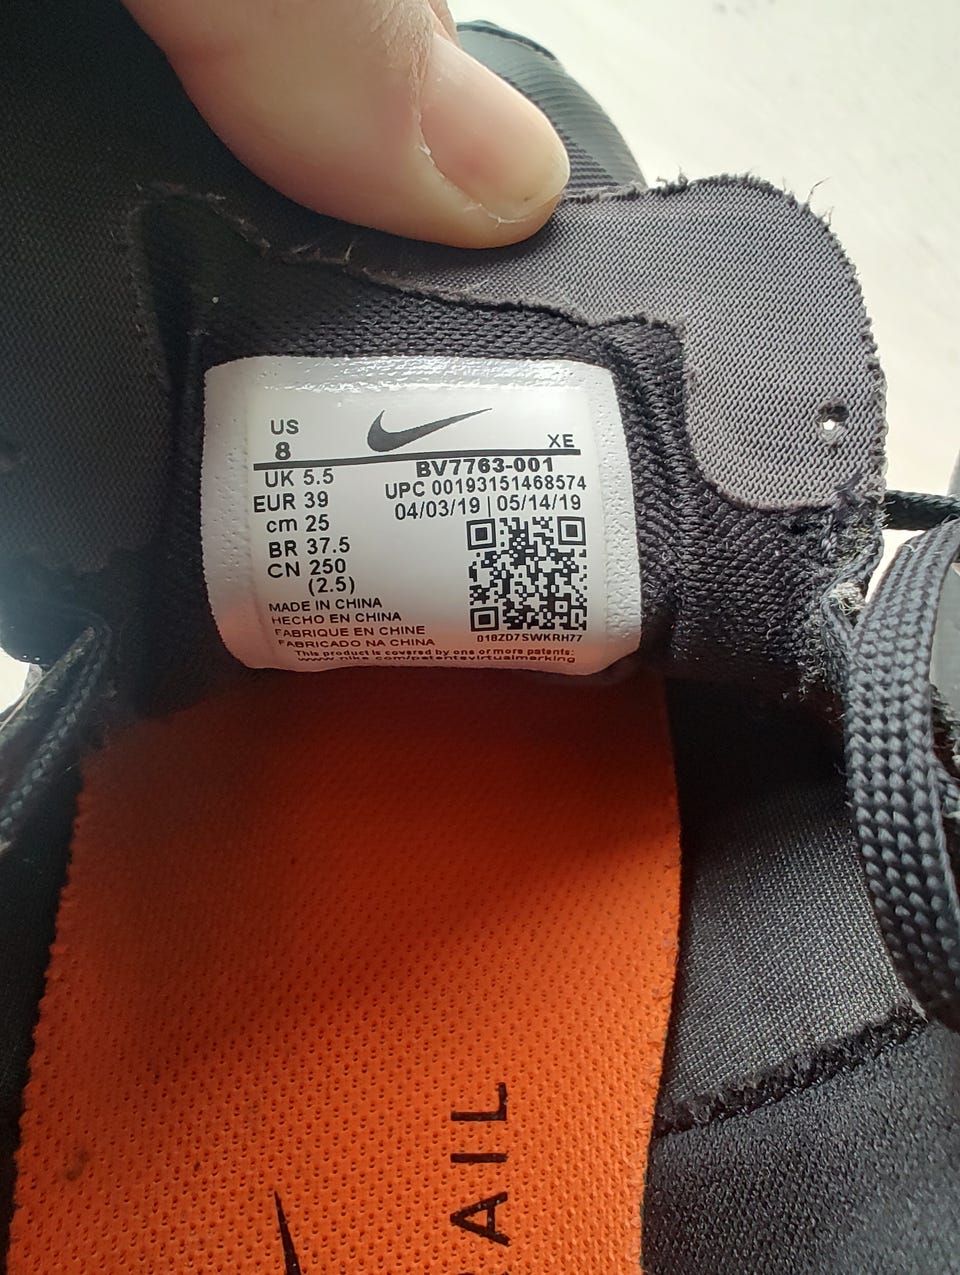 US
8
XE
UK 5.5
EUR 39
cm 25
BR 37.5
CN 250
(2.5)
BV7763-001
UPC 00193151468574
04/03/19 | 05/14/19
MADE IN CHINA
HECHO EN CHINA
FABRIQUE EN CHINE
FABRICADO NA CHINA
018ZD7SWKRH77
This product is covered by one or more patents:
www.nike.com/patentsvirtualmarking
AIL